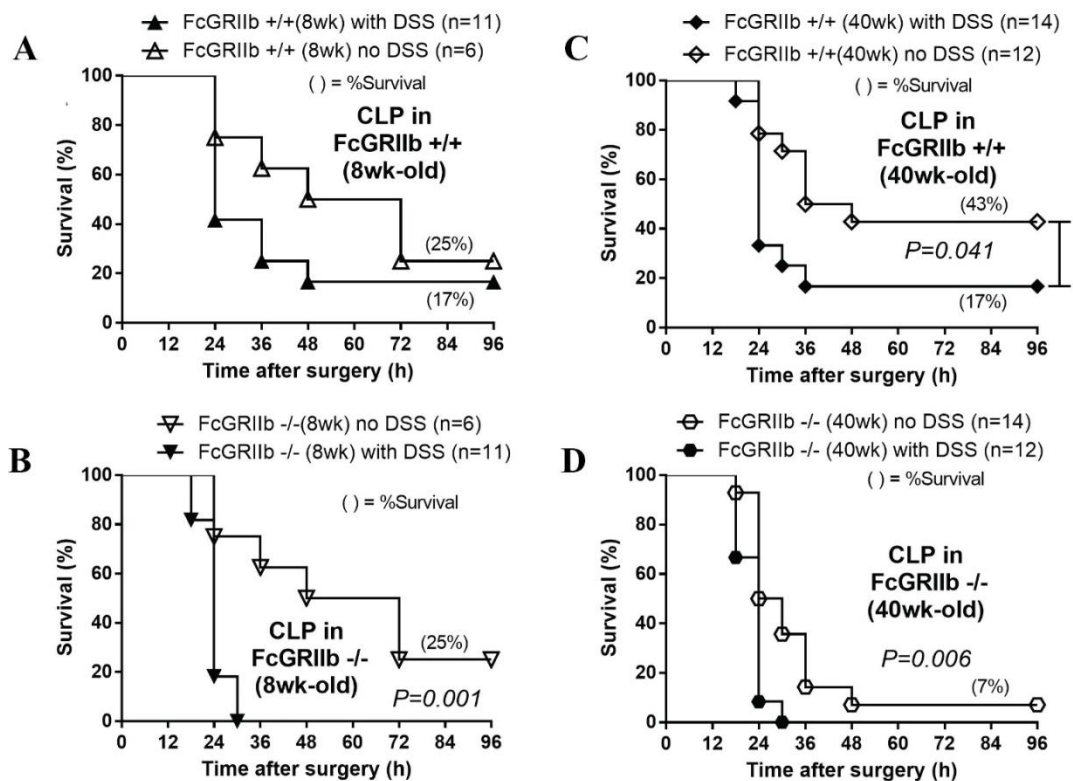 A
FcGRIIb +/+(8wk) with DSS (n=11)
FcGRIIb +/+ (8wk) no DSS (n=6)
( ) = %Survival
CLP in
FcGRIIb +/+
(8wk-old)
(25%)
(17%)
Survival (%)
100
80
60
40
20
0
0 12 24 36 48 60 72 84 96
Time after surgery (h)
C
FcGRIIb +/+ (40wk) with DSS (n=14)
FcGRIIb +/+(40wk) no DSS (n=12)
( ) = %Survival
CLP in
FcGRIIb +/+
(40wk-old)
(43%)
P=0.041
(17%)
Survival (%)
100
80
60
40
20
0
0 12 24 36 48 60 72 84 96
Time after surgery (h)
B
FcGRIIb -/-(8wk) no DSS (n=6)
FcGRIIb -/- (8wk) with DSS (n=11)
( ) = %Survival
CLP in
FcGRIIb -/-
(8wk-old)
(25%)
P=0.001
Survival (%)
100
80
60
40
20
0
0 12 24 36 48 60 72 84 96
Time after surgery (h)
D
FcGRIIb -/- (40wk) no DSS (n=14)
FcGRIIb -/- (40wk) with DSS (n=12)
( ) = %Survival
CLP in
FcGRIIb -/-
(40wk-old)
P=0.006
(7%)
Survival (%)
100
80
60
40
20
0
0 12 24 36 48 60 72 84 96
Time after surgery (h)